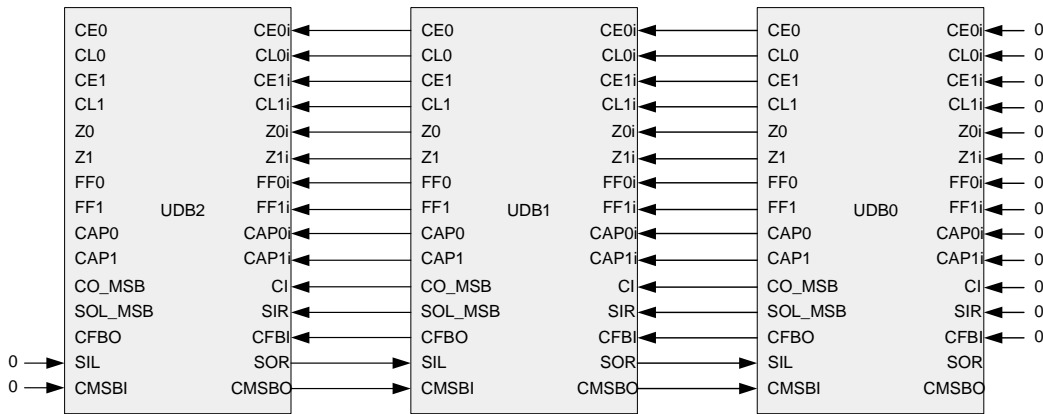 CE0 CE0i CE0 CE0i CE0 CE0i 0
CL0 CL0i CL0 CL0i CL0 CL0i 0
CE1 CE1i CE1 CE1i CE1 CE1i 0
CL1 CL1i CL1 CL1i CL1 CL1i 0
Z0 Z0i Z0 Z0i Z0 Z0i 0
Z1 Z1i Z1 Z1i Z1 Z1i 0
FF0 FF0i FF0 FF0i FF0 FF0i 0
FF1 UDB2 FF1i FF1 UDB1 FF1i FF1 UDB0 FF1i 0
CAP0 CAP0i CAP0 CAP0i CAP0 CAP0i 0
CAP1 CAP1i CAP1 CAP1i CAP1 CAP1i 0
CO_MSB CI CO_MSB CI CO_MSB CI 0
SOL_MSB SIR SOL_MSB SIR SOL_MSB SIR 0
CFBO CFBI CFBO CFBI CFBO CFBI 0
0 SIL SOR SIL SOR SIL SOR
0 CMSBI CMSBO CMSBI CMSBO CMSBI CMSBO